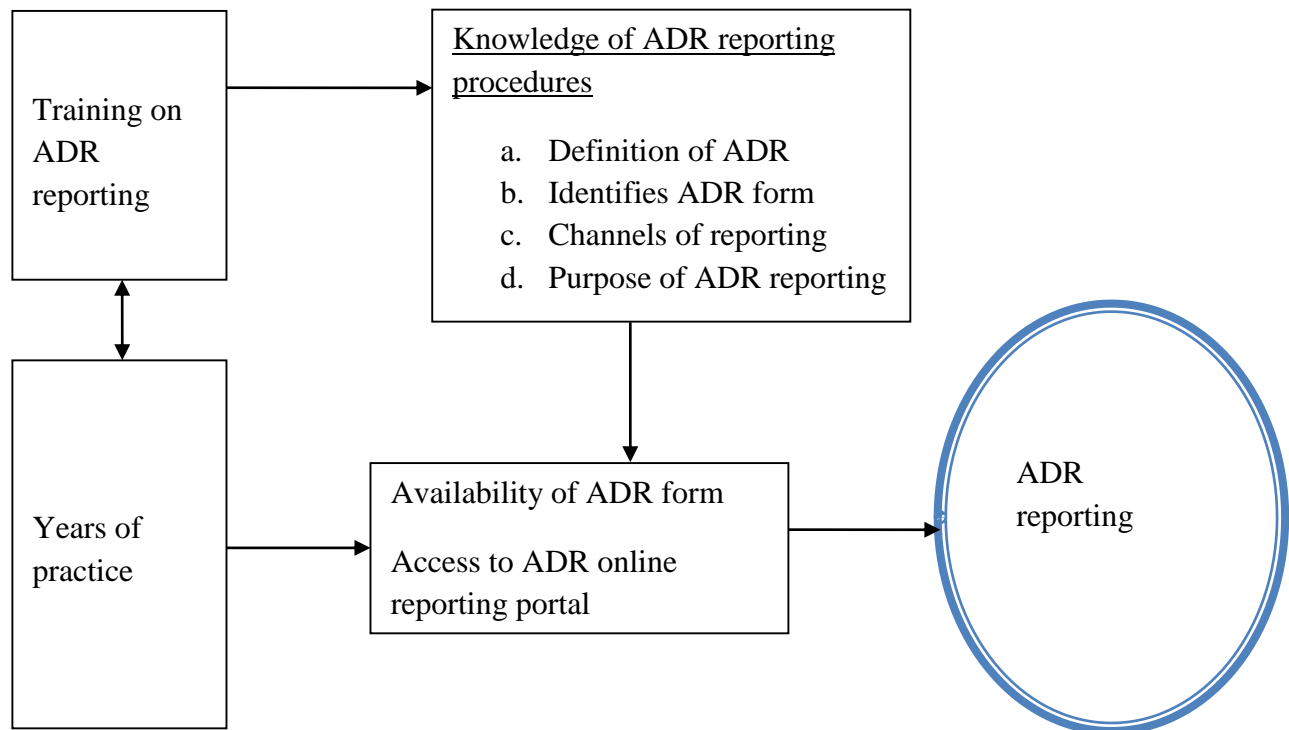 Training on
ADR
reporting
Knowledge of ADR reporting
procedures
a. Definition of ADR
b. Identifies ADR form
c. Channels of reporting
d. Purpose of ADR reporting
Years of
practice
Availability of ADR form
Access to ADR online
reporting portal
ADR
reporting